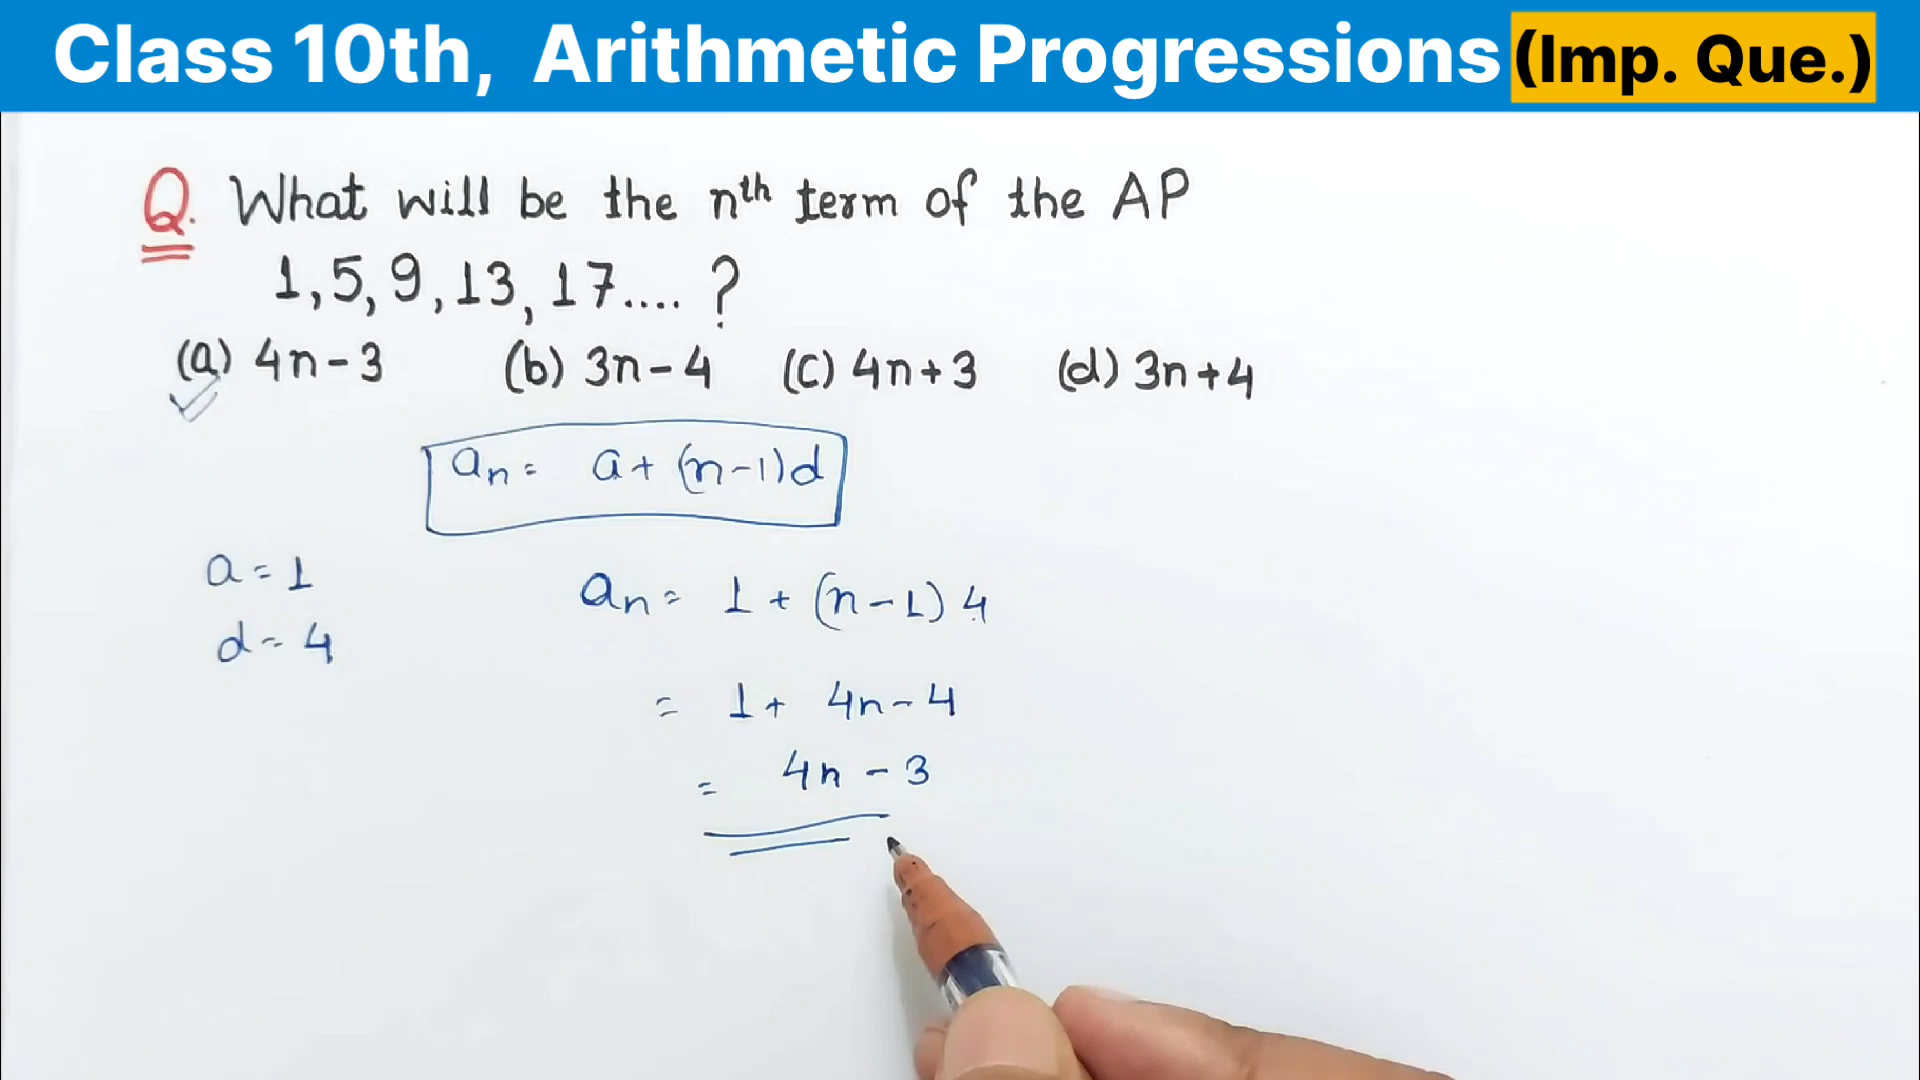 Class 10th, Arithmetic Progressions (Imp. Que.)
Q. What will be the nth term of the AP
1, 5, 9, 13, 17.... ?
(a) 4n - 3 (b) 3n - 4 (c) 4n + 3 (d) 3n + 4
an = a + (n - 1)d
a = 1
an = 1 + (n - 1) 4
d = 4
= 1 + 4n - 4
= 4n - 3